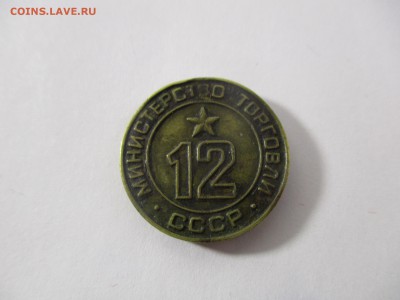 COINS.LAVE.RU
МИНИСТЕРСТВО ТОРГОВЛИ
12
· СССР ·